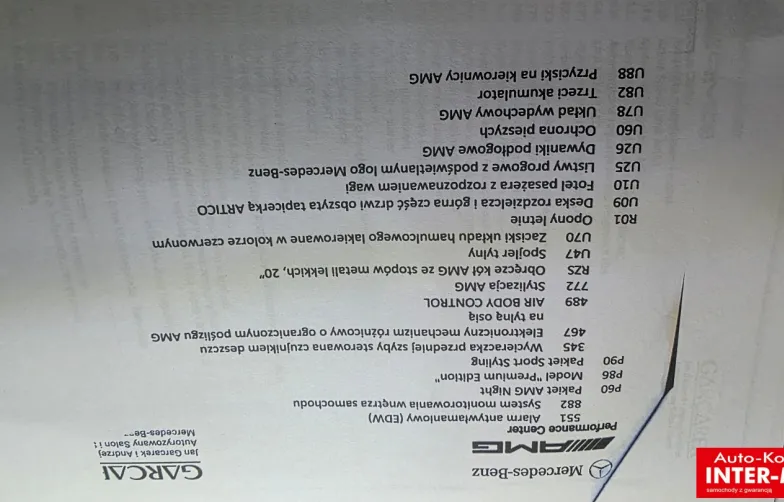 Mercedes-Benz
AMG
Performance Center
GARCAR
Jan Garcarek i Andrzej
Autoryzowany Salon i
Mercedes-Be
551 Alarm antywłamaniowy (EDW)
882 System monitorowania wnętrza samochodu
P60 Pakiet AMG Night
P86 Model "Premium Edition"
P90 Pakiet Sport Styling
345 Wycieraczka przedniej szyby sterowana czujnikiem deszczu
467 Elektroniczny mechanizm różnicowy o ograniczonym poślizgu AMG
na tylną oślą
489 AIR BODY CONTROL
772 Stylizacja AMG
RZS Obręcze kół AMG ze stopów metali lekkich, 20"
U47 Spojler tylny
U70 Zaciski układu hamulcowego lakierowane w kolorze czerwonym
R01 Opony letnie
U09 Deska rozdzielcza i górna część drzwi obszyta tapicerką ARTICO
U10 Fotel pasażera z rozpoznawaniem wagi
U25 Listwy progowe z podświetlanym logo Mercedes-Benz
U26 Dywaniki podłogowe AMG
U60 Ochrona pieszych
U78 Układ wydechowy AMG
U82 Trzeci akumulator
U88 Przyciski na kierownicy AMG
Auto-Ko
INTER-
samochody z gwarancją